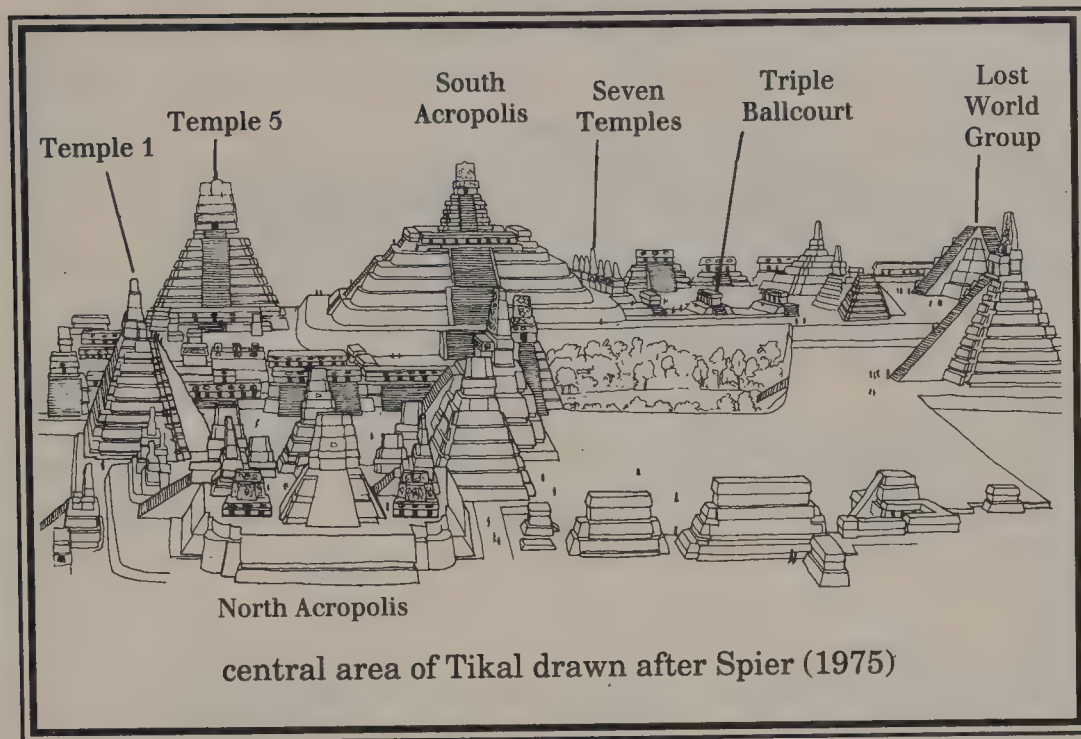 Temple 1
Temple 5
South
Acropolis
Seven
Temples
Triple
Ballcourt
Lost
World
Group
North Acropolis
central area of Tikal drawn after Spier (1975)